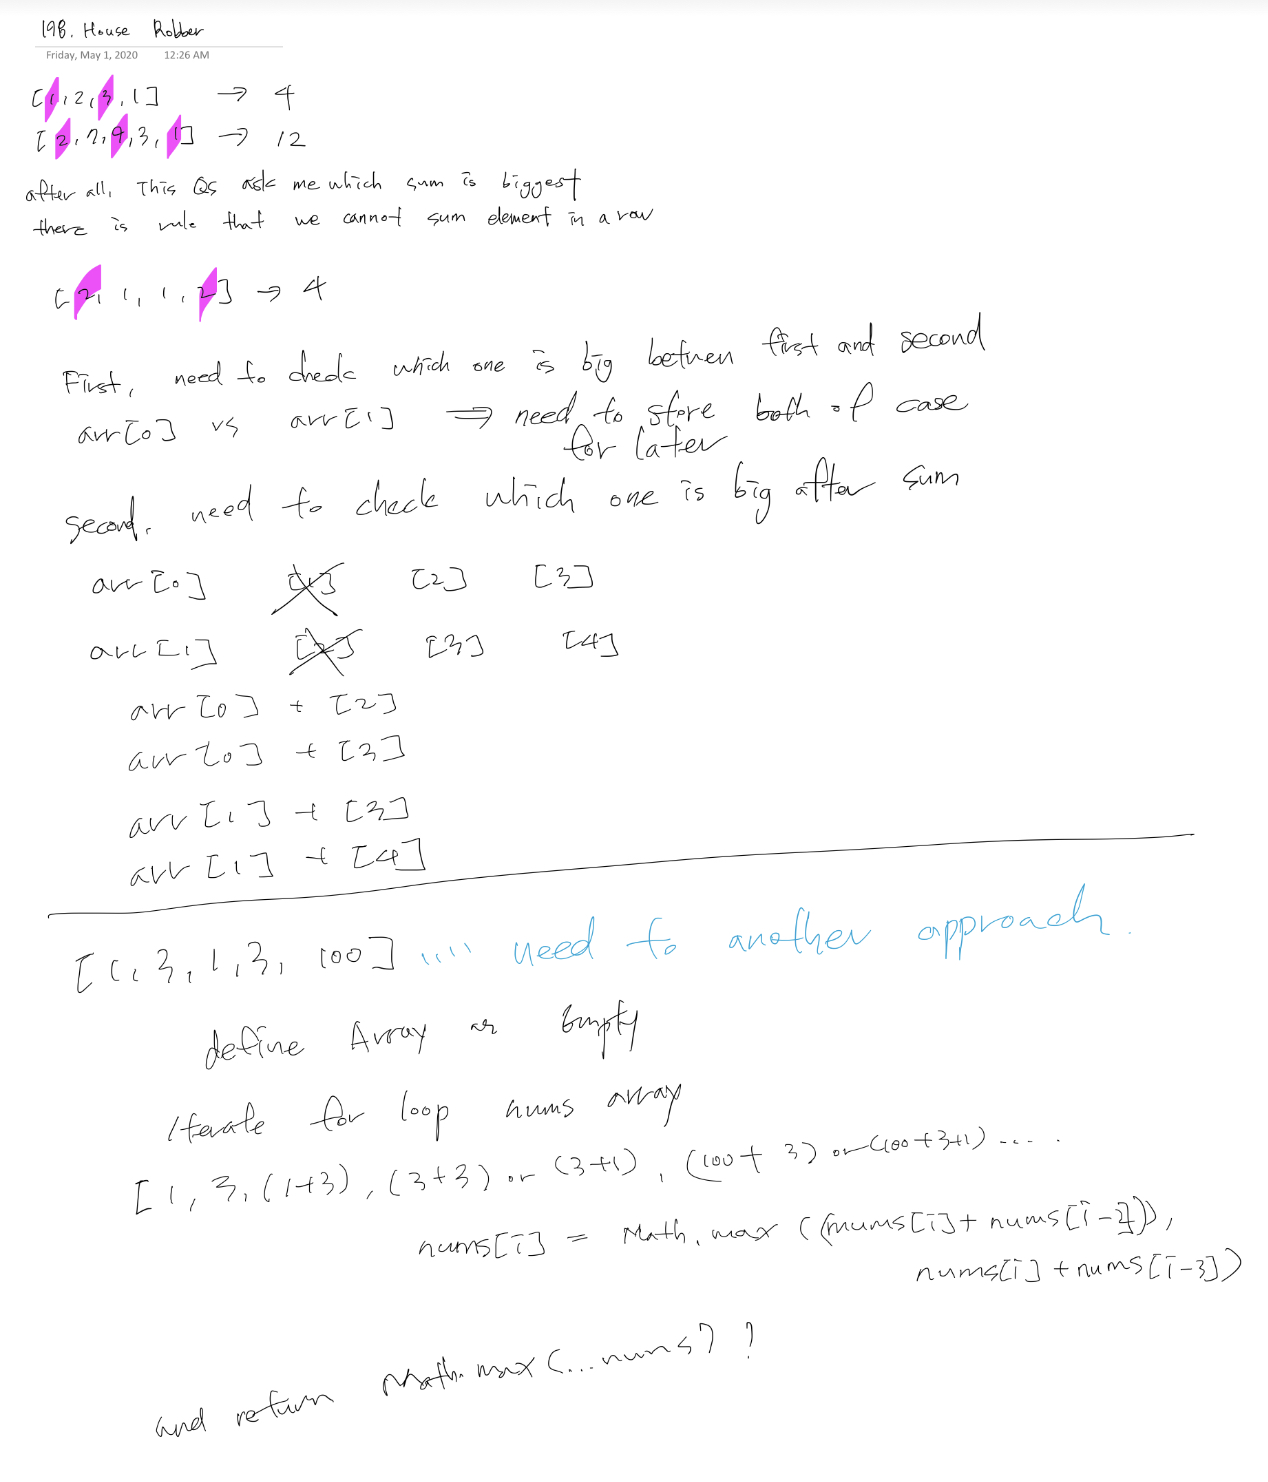 198. House Robber
Friday, May 1, 2020 12:26 AM
[1, 2, 3, 1] → 4
[2, 7, 9, 3, 1] → 12
after all, This Qs ask me which sum is biggest
there is rule that we cannot sum element in a row
[2, 1, 1, 2] → 4
First, need to check which one is big between first and second
arr[0] vs arr[1] ⇒ need to store both of case
for later
second, need to check which one is big after sum
arr[0] [1] [2] [3]
arr[1] [2] [3] [4]
arr[0] + [2]
arr[0] + [3]
arr[1] + [3]
arr[1] + [4]
[1, 3, 1, 3, 100] .... need to another approach.
define Array as Empty
Iterate for loop nums array
[1, 3, (1+3), (3+3) or (3+1), (100+3) or (100+3+1) ....
nums[i] = Math.max((nums[i] + nums[i-2]),
nums[i] + nums[i-3])
and return Math.max(...nums) ?